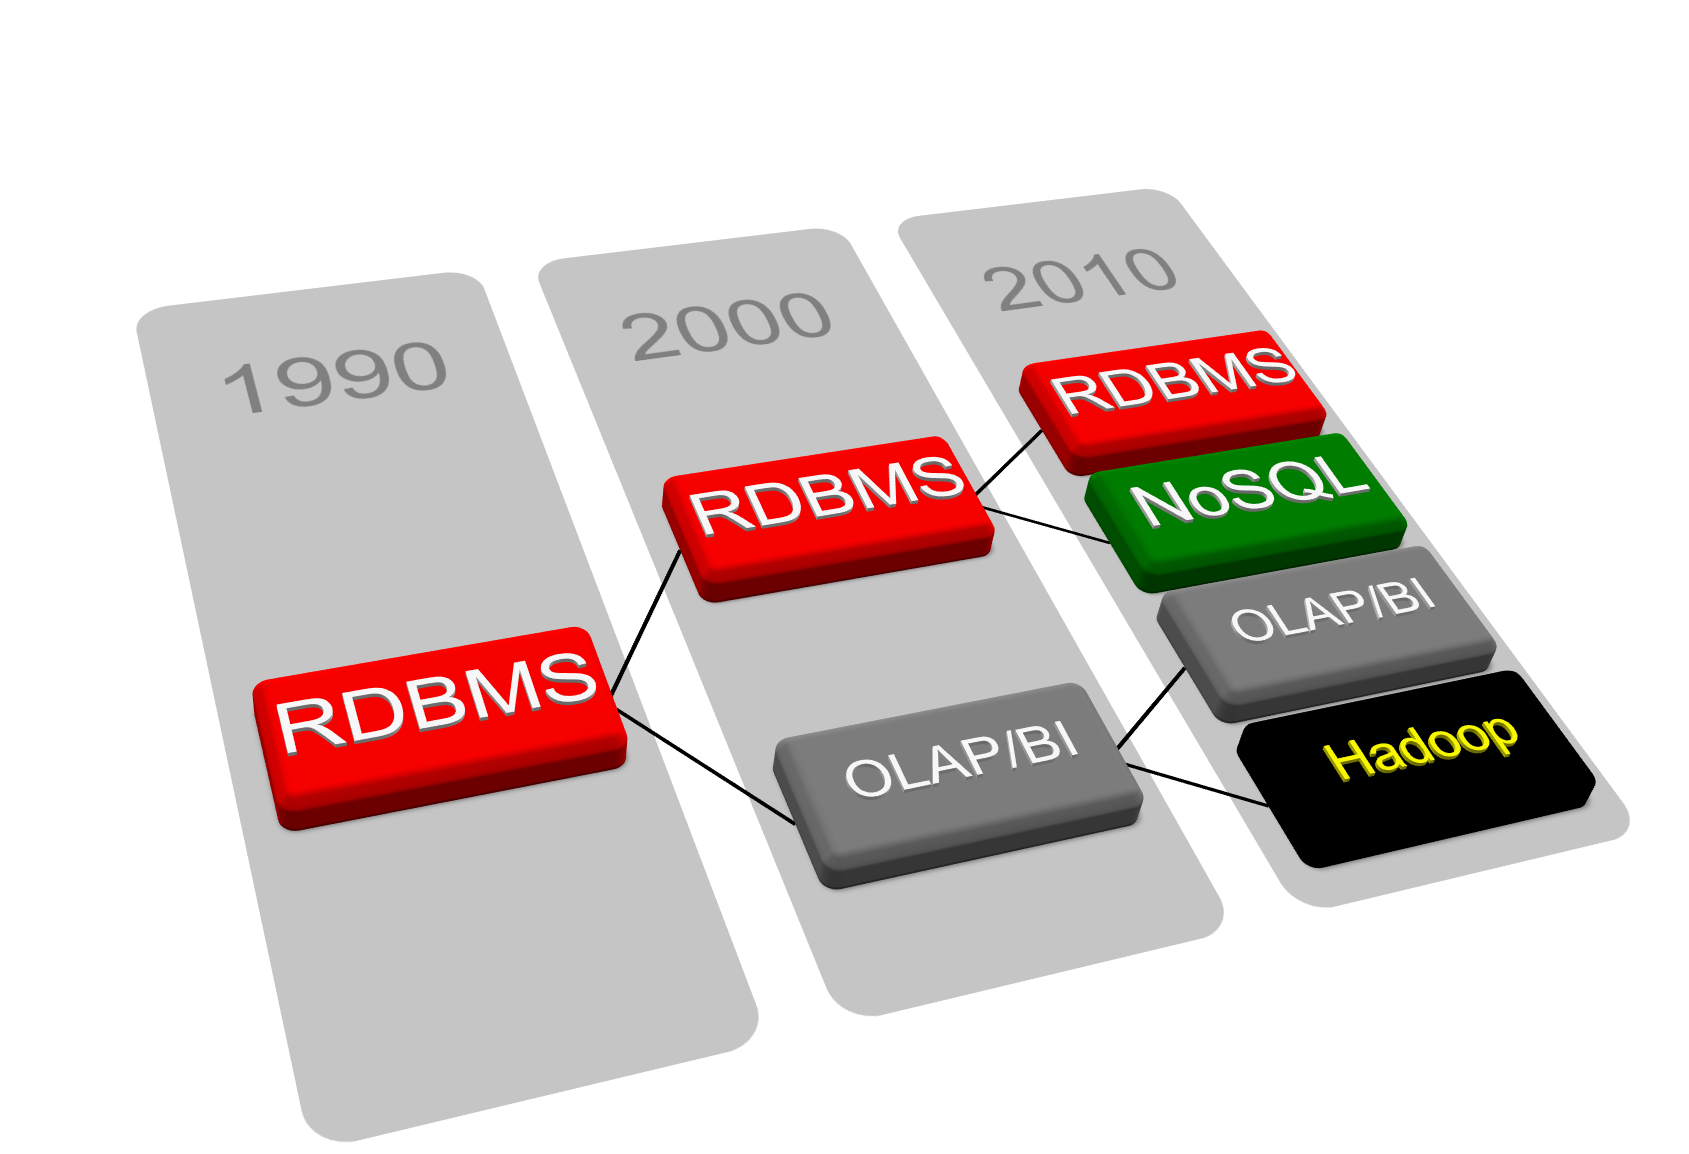 1990
RDBMS
2000
RDBMS
OLAP/BI
2010
RDBMS
NoSQL
OLAP/BI
Hadoop